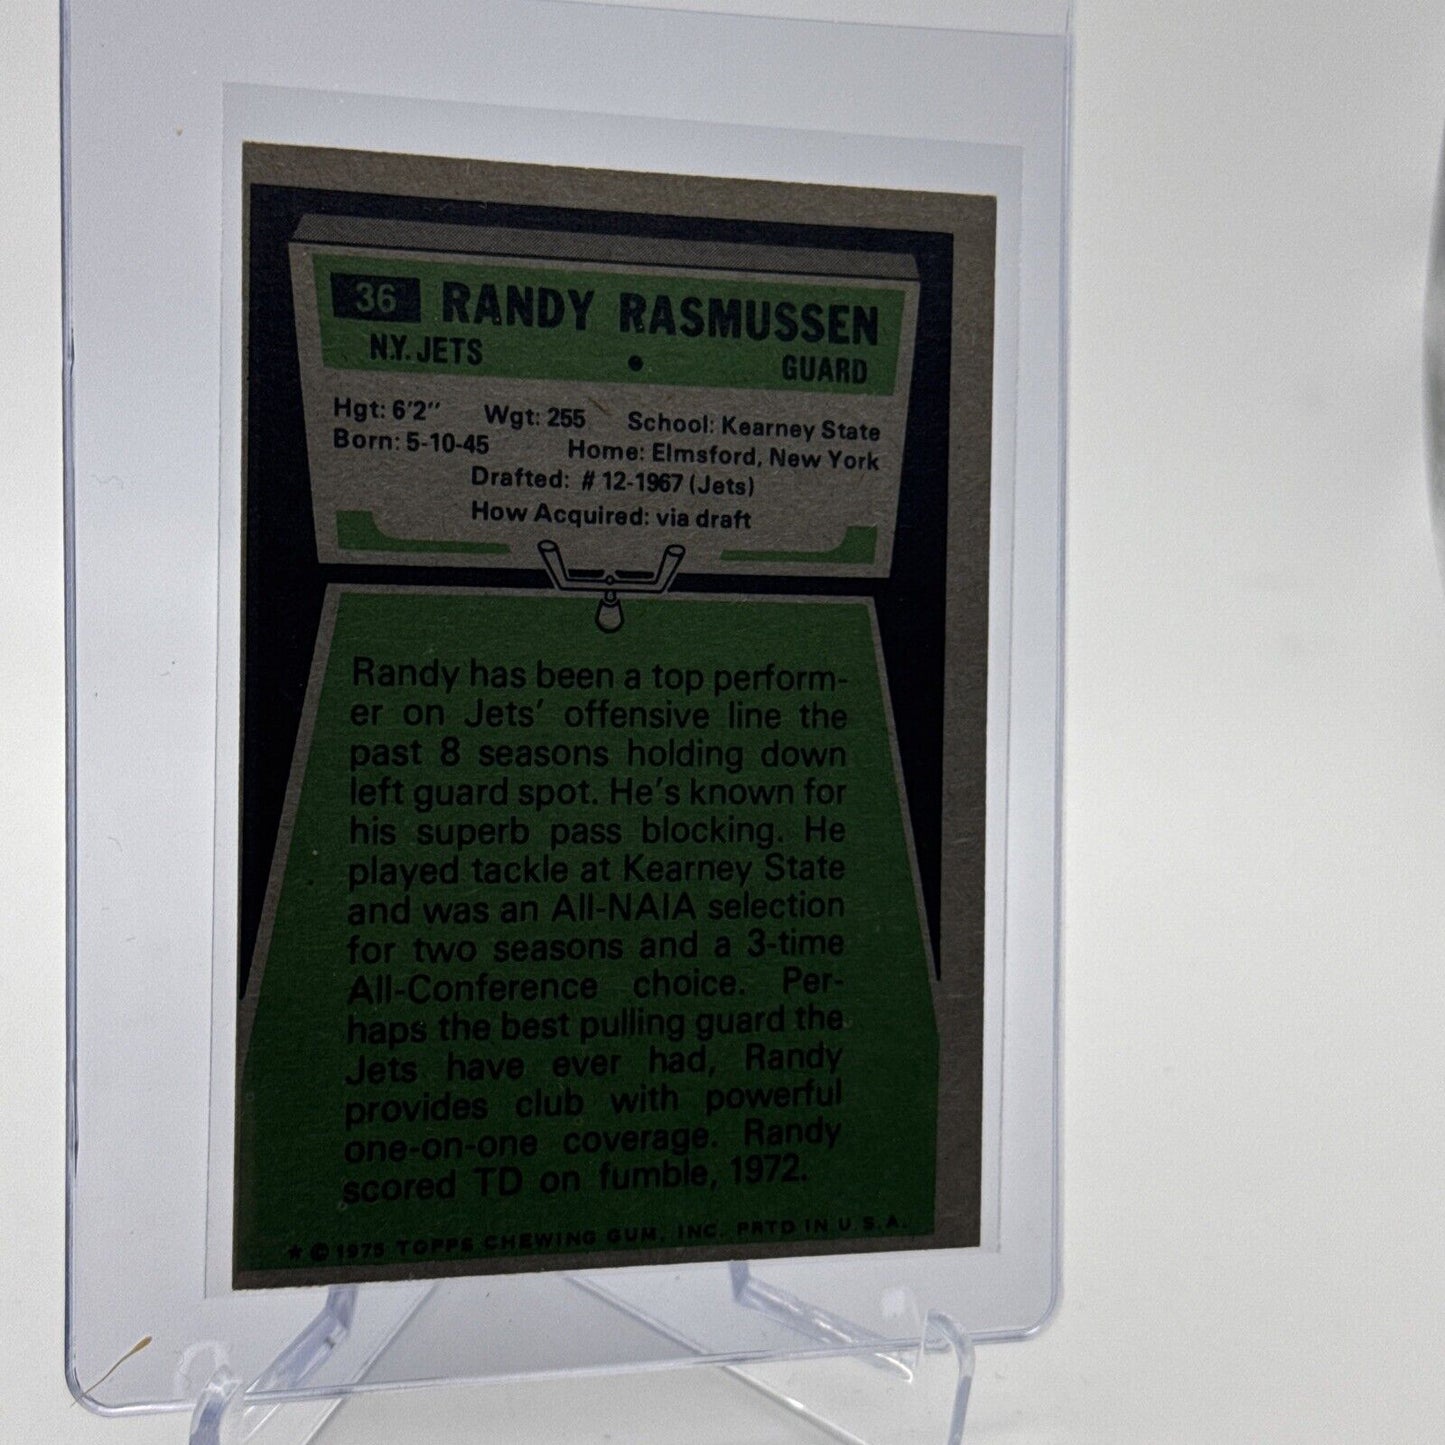 36 RANDY RASMUSSEN
N.Y. JETS • GUARD
Hgt: 6'2" Wgt: 255 School: Kearney State
Born: 5-10-45 Home: Elmsford, New York
Drafted: # 12-1967 (Jets)
How Acquired: via draft
Randy has been a top perform-
er on Jets' offensive line the
past 8 seasons holding down
left guard spot. He's known for
his superb pass blocking. He
played tackle at Kearney State
and was an All-NAIA selection
for two seasons and a 3-time
All-Conference choice. Per-
haps the best pulling guard the
Jets have ever had, Randy
provides club with powerful
one-on-one coverage. Randy
scored TD on fumble, 1972.
★ © 1975 TOPPS CHEWING GUM, INC. PRTD IN U.S.A.